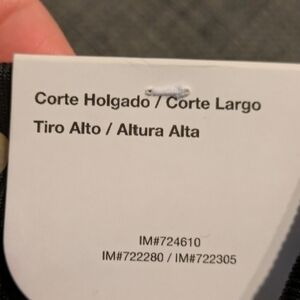 Corte Holgado / Corte Largo
Tiro Alto / Altura Alta
IM#724610
IM#722280 / IM#722305